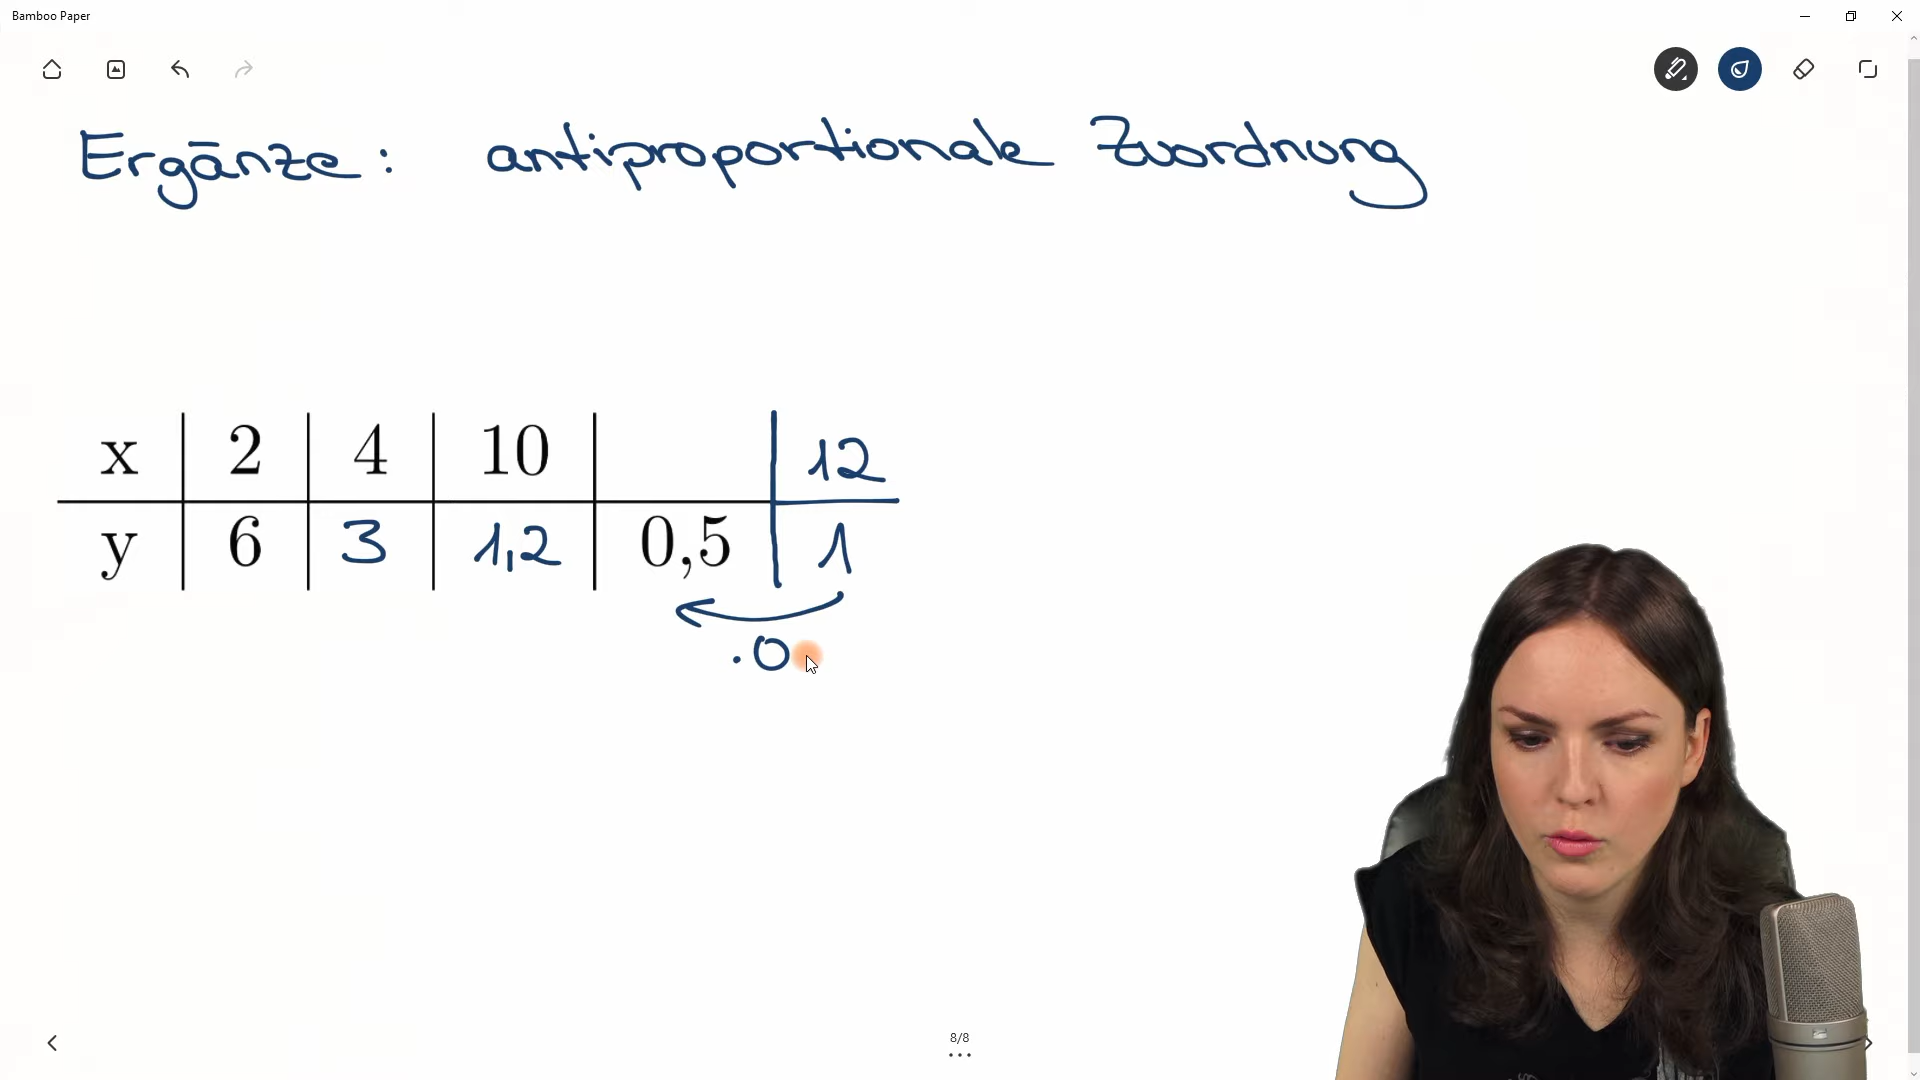 Bamboo Paper
Ergänze: antiproportionale Zuordnung
x 2 4 10 12
y 6 3 1,2 0,5 1
·0
8/8